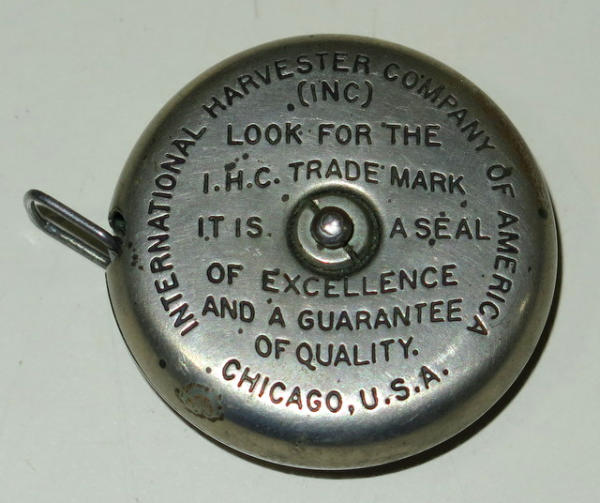 INTERNATIONAL HARVESTER COMPANY OF AMERICA
(INC)
LOOK FOR THE
I.H.C. TRADE MARK
IT IS A SEAL
OF EXCELLENCE
AND A GUARANTEE
OF QUALITY.
CHICAGO, U.S.A.